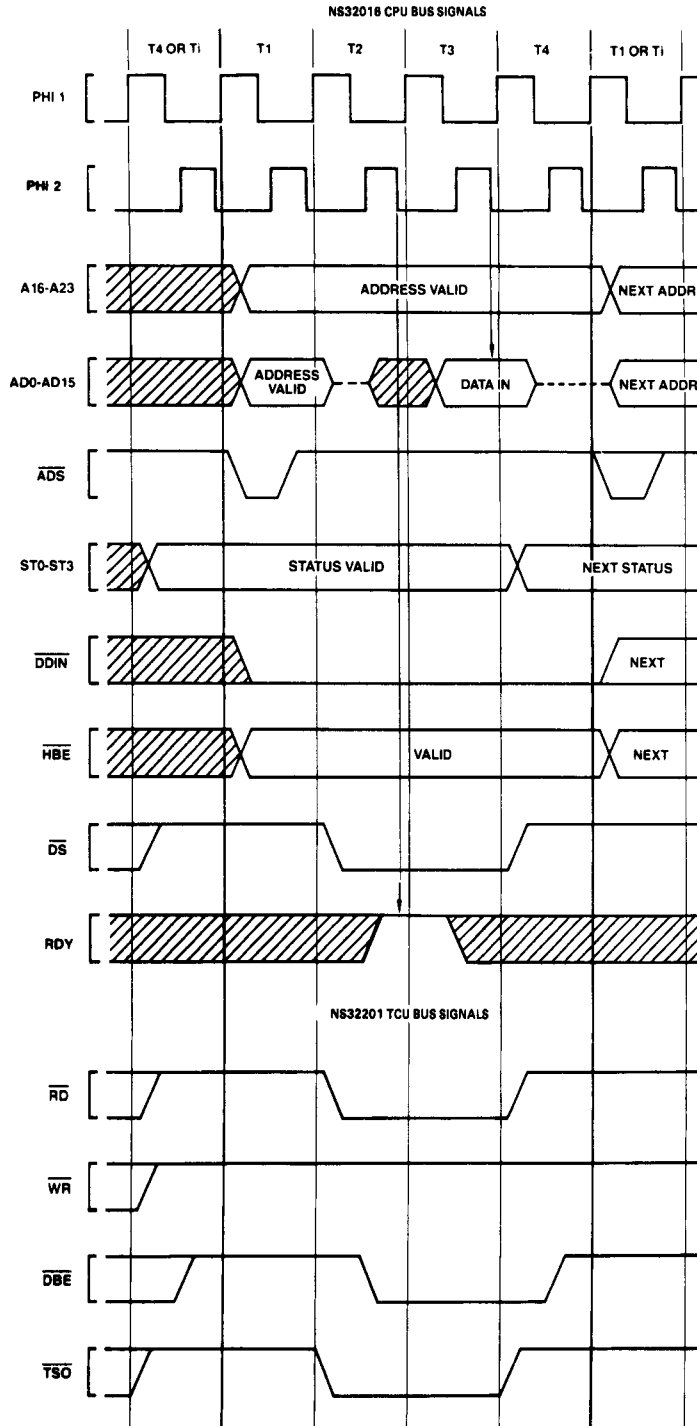 NS32016 CPU BUS SIGNALS
T4 OR Ti T1 T2 T3 T4 T1 OR Ti
PHI 1
PHI 2
A16-A23 ADDRESS VALID NEXT ADDR
AD0-AD15 ADDRESS VALID DATA IN NEXT ADDR
ADS
ST0-ST3 STATUS VALID NEXT STATUS
DDIN NEXT
HBE VALID NEXT
DS
RDY
NS32201 TCU BUS SIGNALS
RD
WR
DBE
TSO